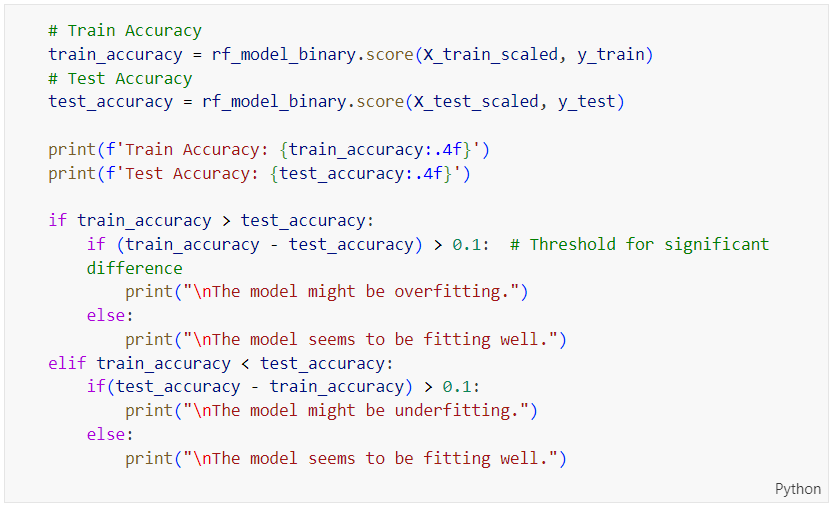 # Train Accuracy
train_accuracy = rf_model_binary.score(X_train_scaled, y_train)
# Test Accuracy
test_accuracy = rf_model_binary.score(X_test_scaled, y_test)

print(f'Train Accuracy: {train_accuracy:.4f}')
print(f'Test Accuracy: {test_accuracy:.4f}')

if train_accuracy > test_accuracy:
    if (train_accuracy - test_accuracy) > 0.1:  # Threshold for significant
    difference
        print("\nThe model might be overfitting.")
    else:
        print("\nThe model seems to be fitting well.")
elif train_accuracy < test_accuracy:
    if(test_accuracy - train_accuracy) > 0.1:
        print("\nThe model might be underfitting.")
    else:
        print("\nThe model seems to be fitting well.")
Python